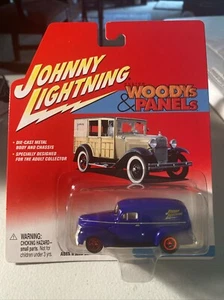 JOHNNY
LIGHTNING
WOODYS
& PANELS
• DIE-CAST METAL
BODY AND CHASSIS
• SPECIALLY DESIGNED
FOR THE ADULT COLLECTOR
WARNING:
CHOKING HAZARD—
small parts. Not for
children under 3 yrs.